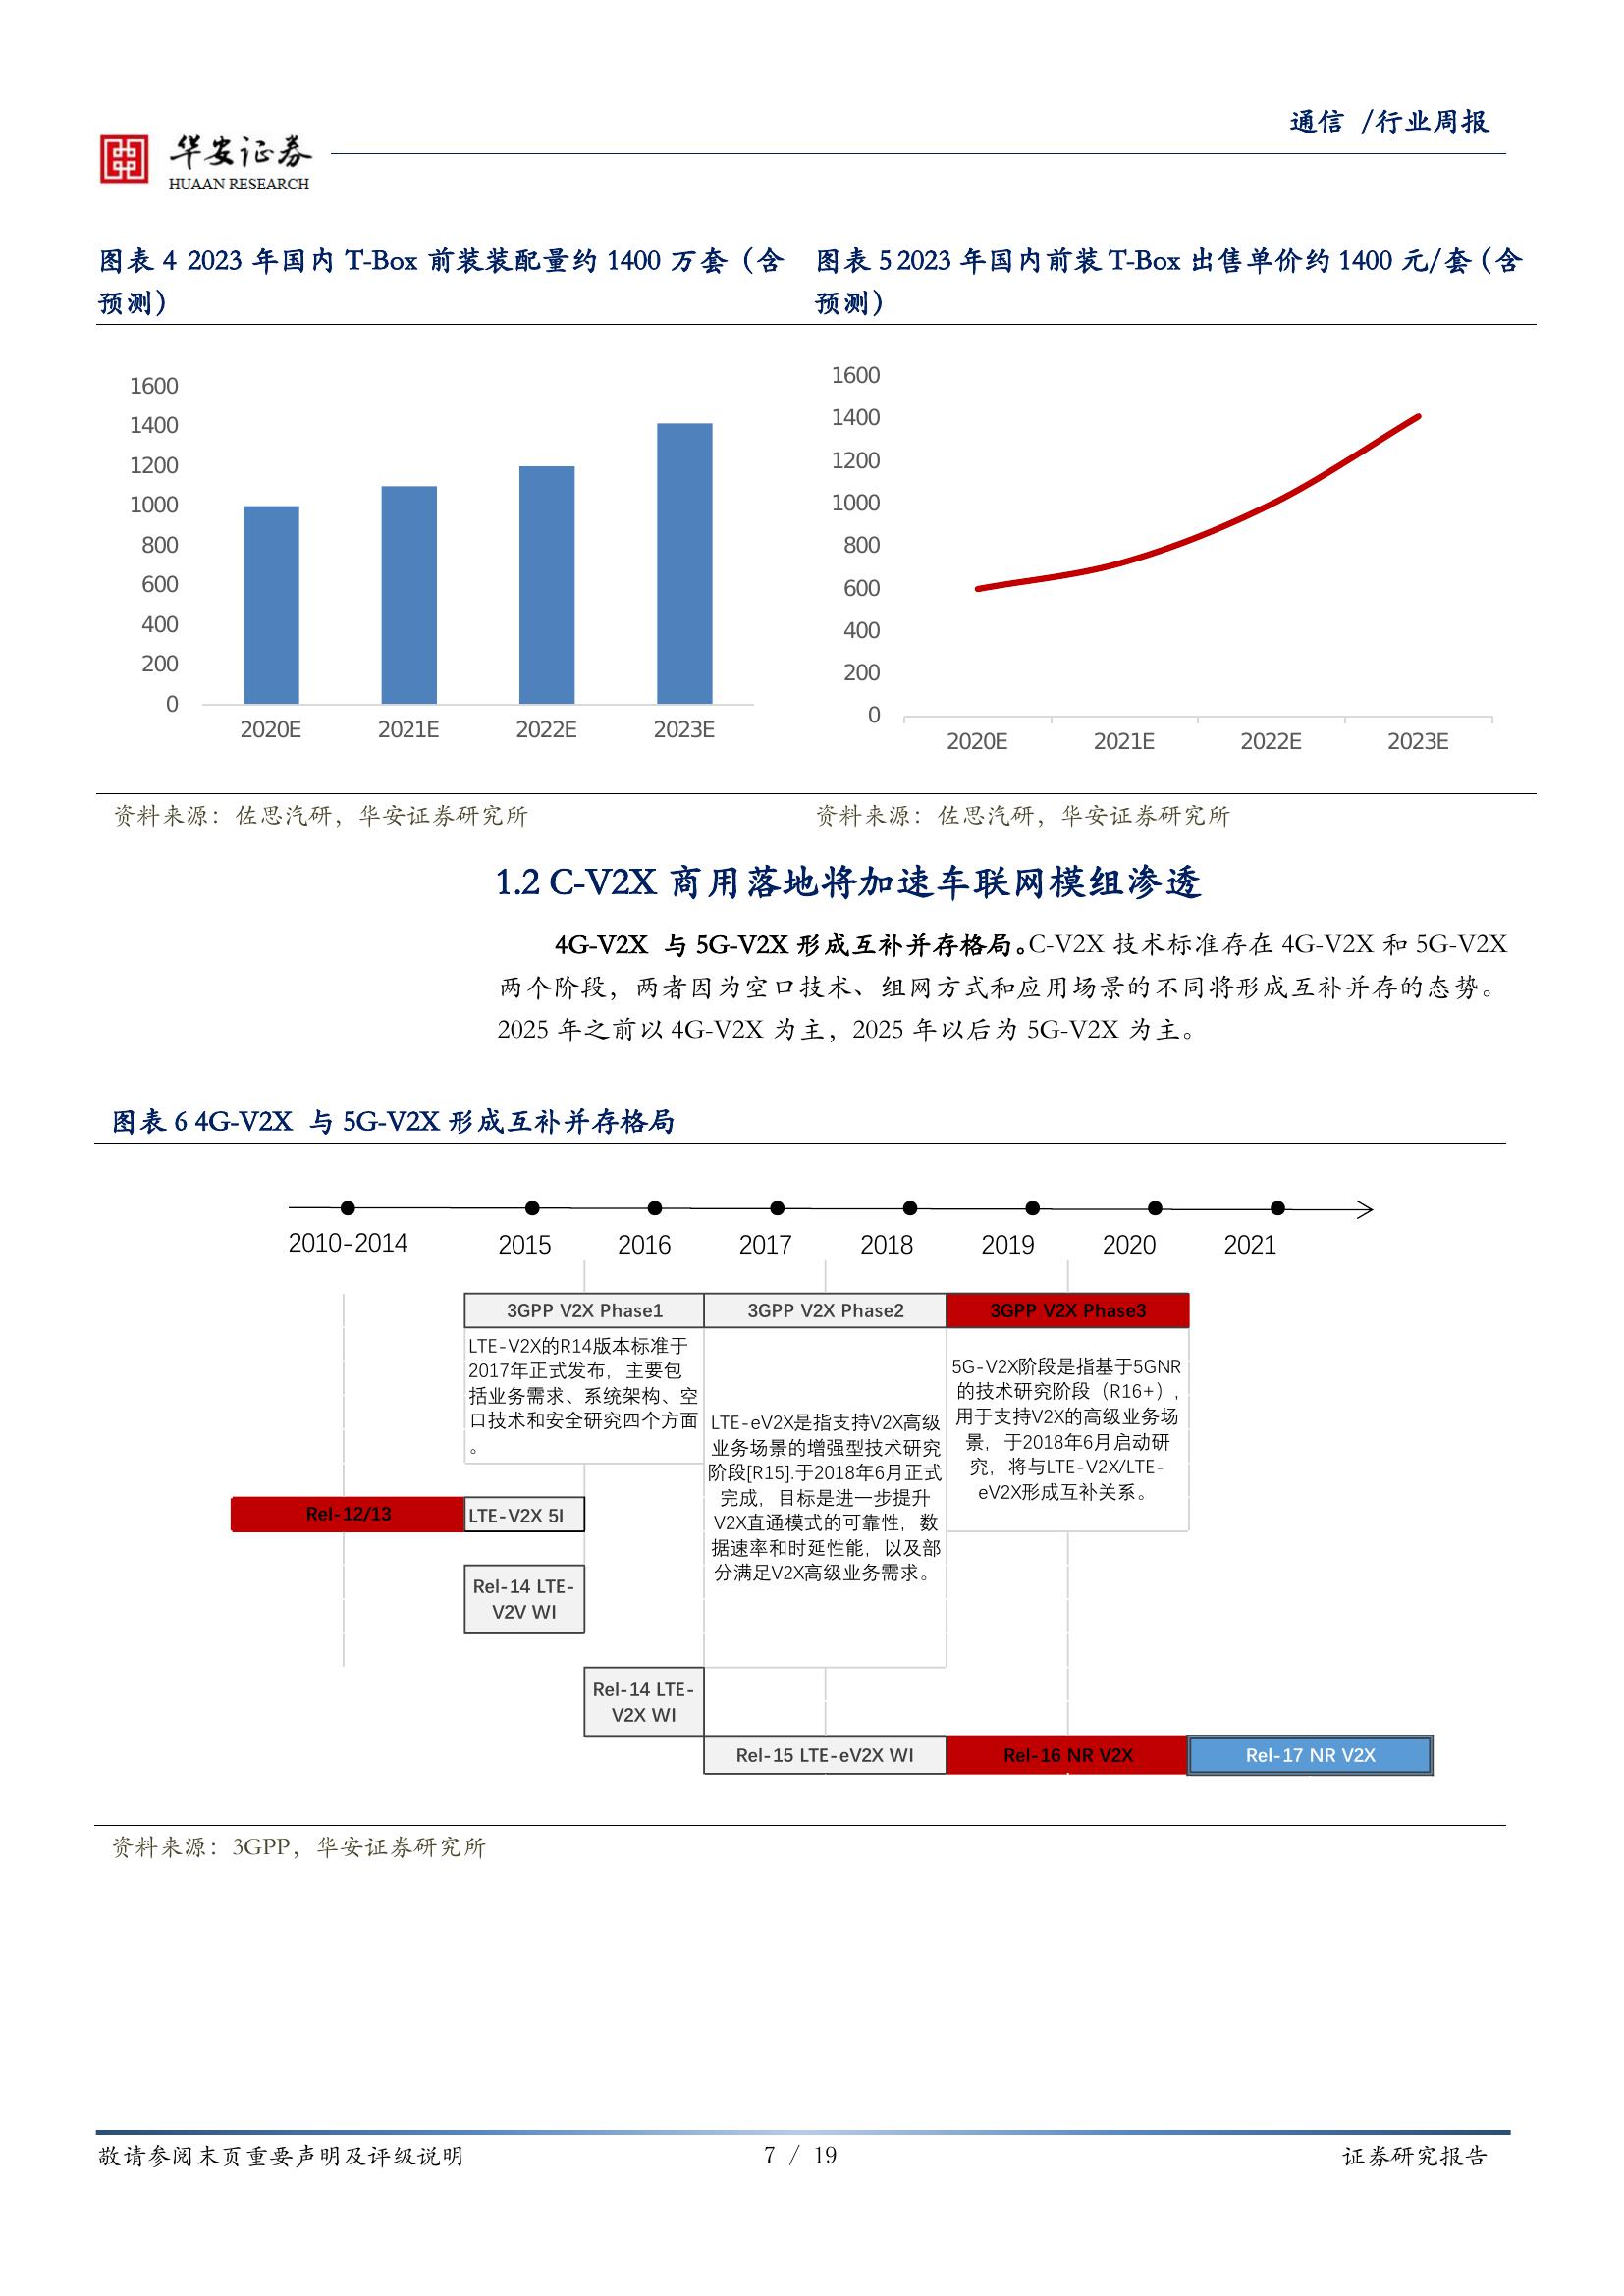 通信 /行业周报
华安证券
HUAAN RESEARCH
图表 4 2023 年国内 T-Box 前装装配量约 1400 万套（含
预测）
1600
1400
1200
1000
800
600
400
200
0
2020E 2021E 2022E 2023E
资料来源：佐思汽研，华安证券研究所
图表 5 2023 年国内前装 T-Box 出售单价约 1400 元/套（含
预测）
1600
1400
1200
1000
800
600
400
200
0
2020E 2021E 2022E 2023E
资料来源：佐思汽研，华安证券研究所
1.2 C-V2X 商用落地将加速车联网模组渗透
4G-V2X 与 5G-V2X 形成互补并存格局。C-V2X 技术标准存在 4G-V2X 和 5G-V2X
两个阶段，两者因为空口技术、组网方式和应用场景的不同将形成互补并存的态势。
2025 年之前以 4G-V2X 为主，2025 年以后为 5G-V2X 为主。
图表 6 4G-V2X 与 5G-V2X 形成互补并存格局
2010-2014 2015 2016 2017 2018 2019 2020 2021
3GPP V2X Phase1
LTE-V2X的R14版本标准于
2017年正式发布，主要包
括业务需求、系统架构、空
口技术和安全研究四个方面
。
3GPP V2X Phase2
LTE-eV2X是指支持V2X高级
业务场景的增强型技术研究
阶段[R15].于2018年6月正式
完成，目标是进一步提升
V2X直通模式的可靠性，数
据速率和时延性能，以及部
分满足V2X高级业务需求。
3GPP V2X Phase3
5G-V2X阶段是指基于5GNR
的技术研究阶段（R16+），
用于支持V2X的高级业务场
景，于2018年6月启动研
究，将与LTE-V2X/LTE-
eV2X形成互补关系。
Rel-12/13
LTE-V2X 5I
Rel-14 LTE-
V2V WI
Rel-14 LTE-
V2X WI
Rel-15 LTE-eV2X WI
Rel-16 NR V2X
Rel-17 NR V2X
资料来源：3GPP，华安证券研究所
敬请参阅末页重要声明及评级说明
7 / 19
证券研究报告